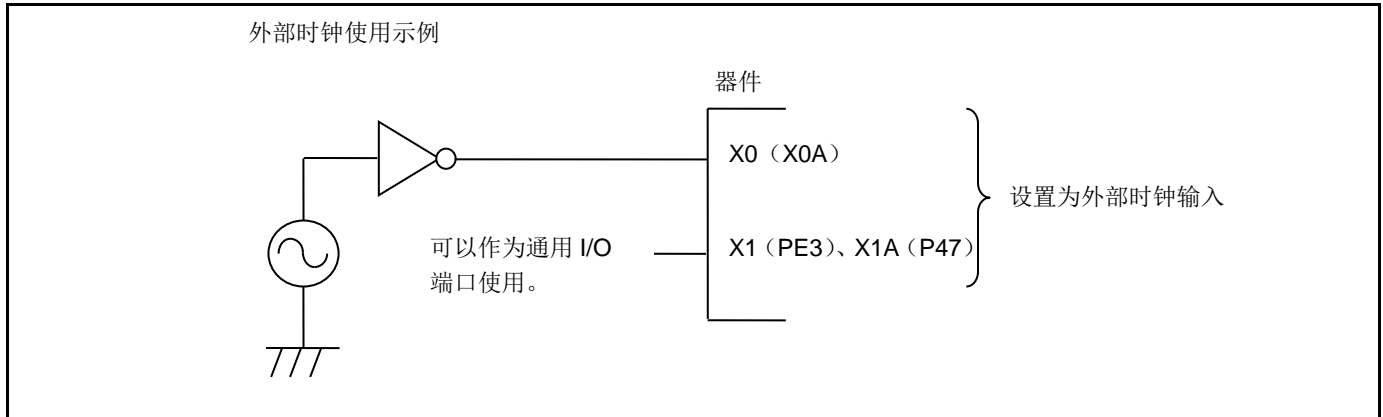 外部时钟使用示例
器件
X0（X0A）
设置为外部时钟输入
可以作为通用 I/O
端口使用。
X1（PE3）、X1A（P47）